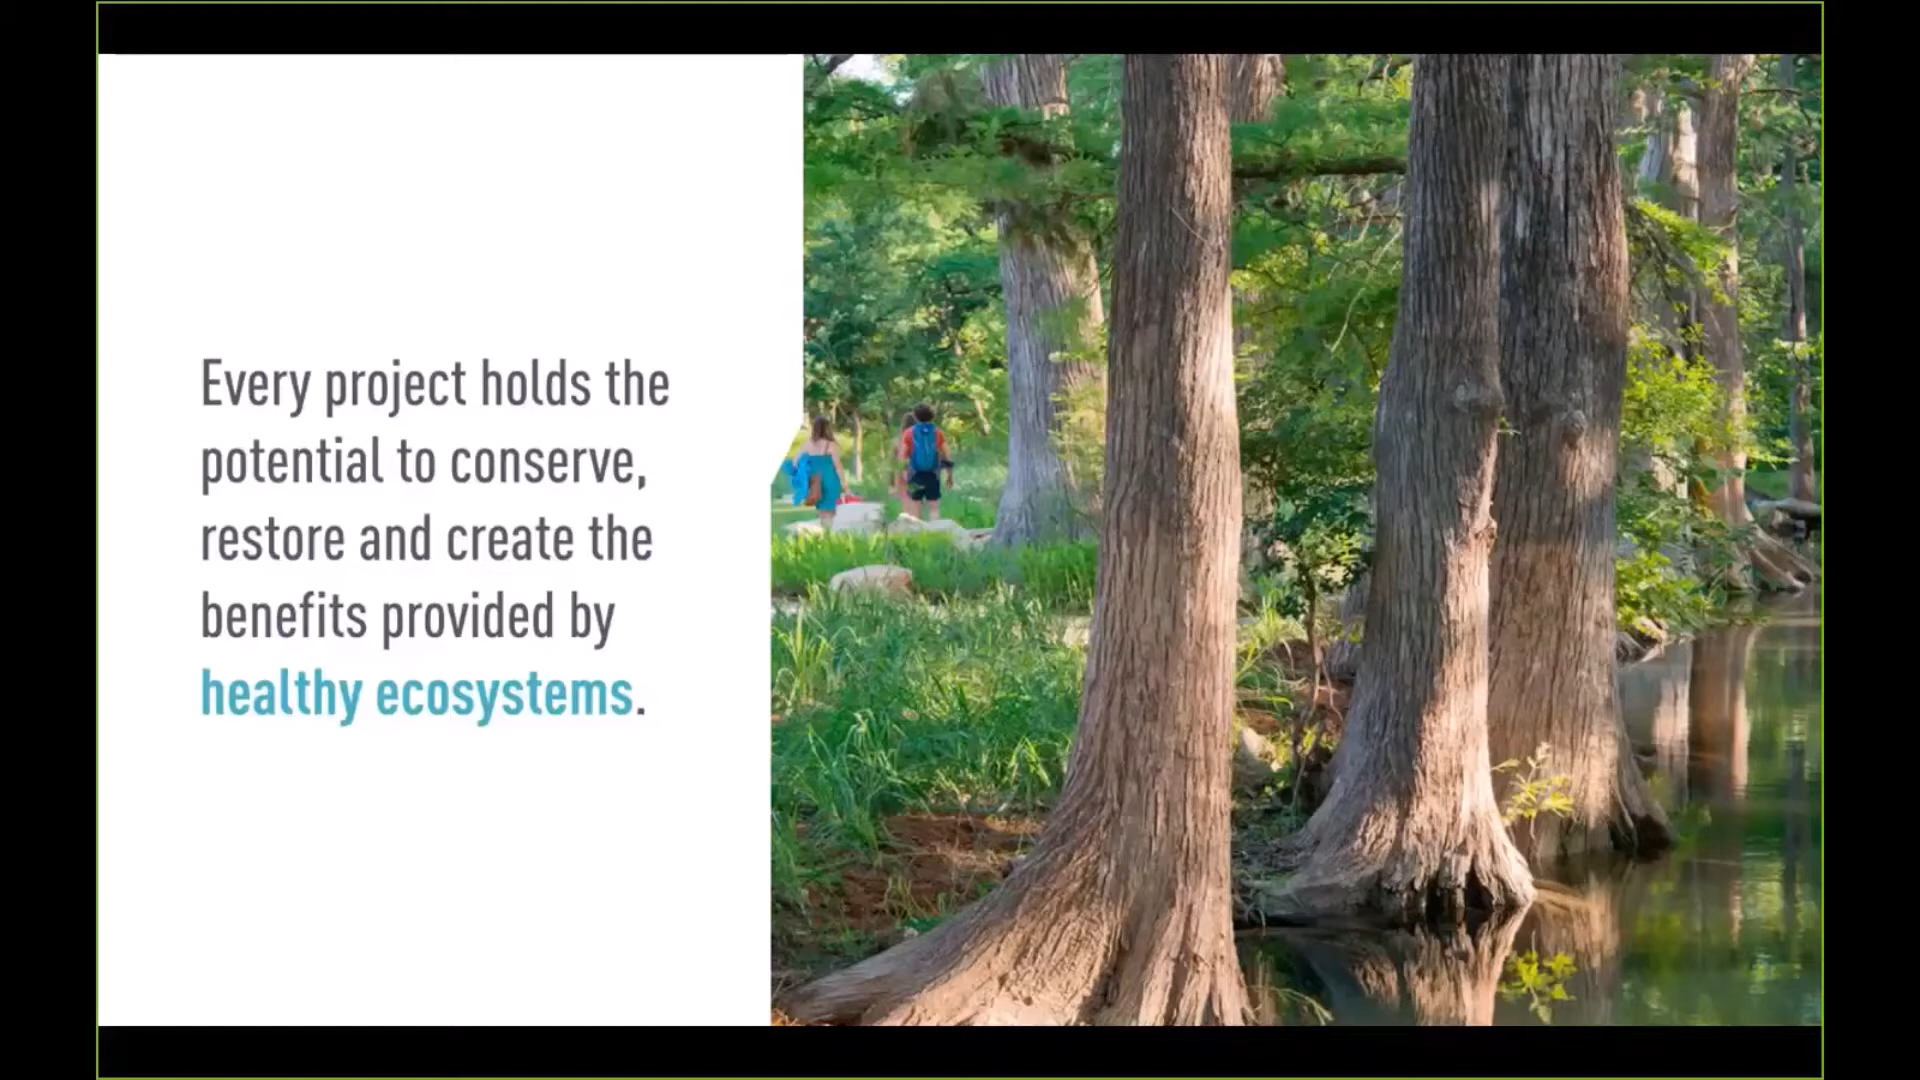 Every project holds the
potential to conserve,
restore and create the
benefits provided by
healthy ecosystems.